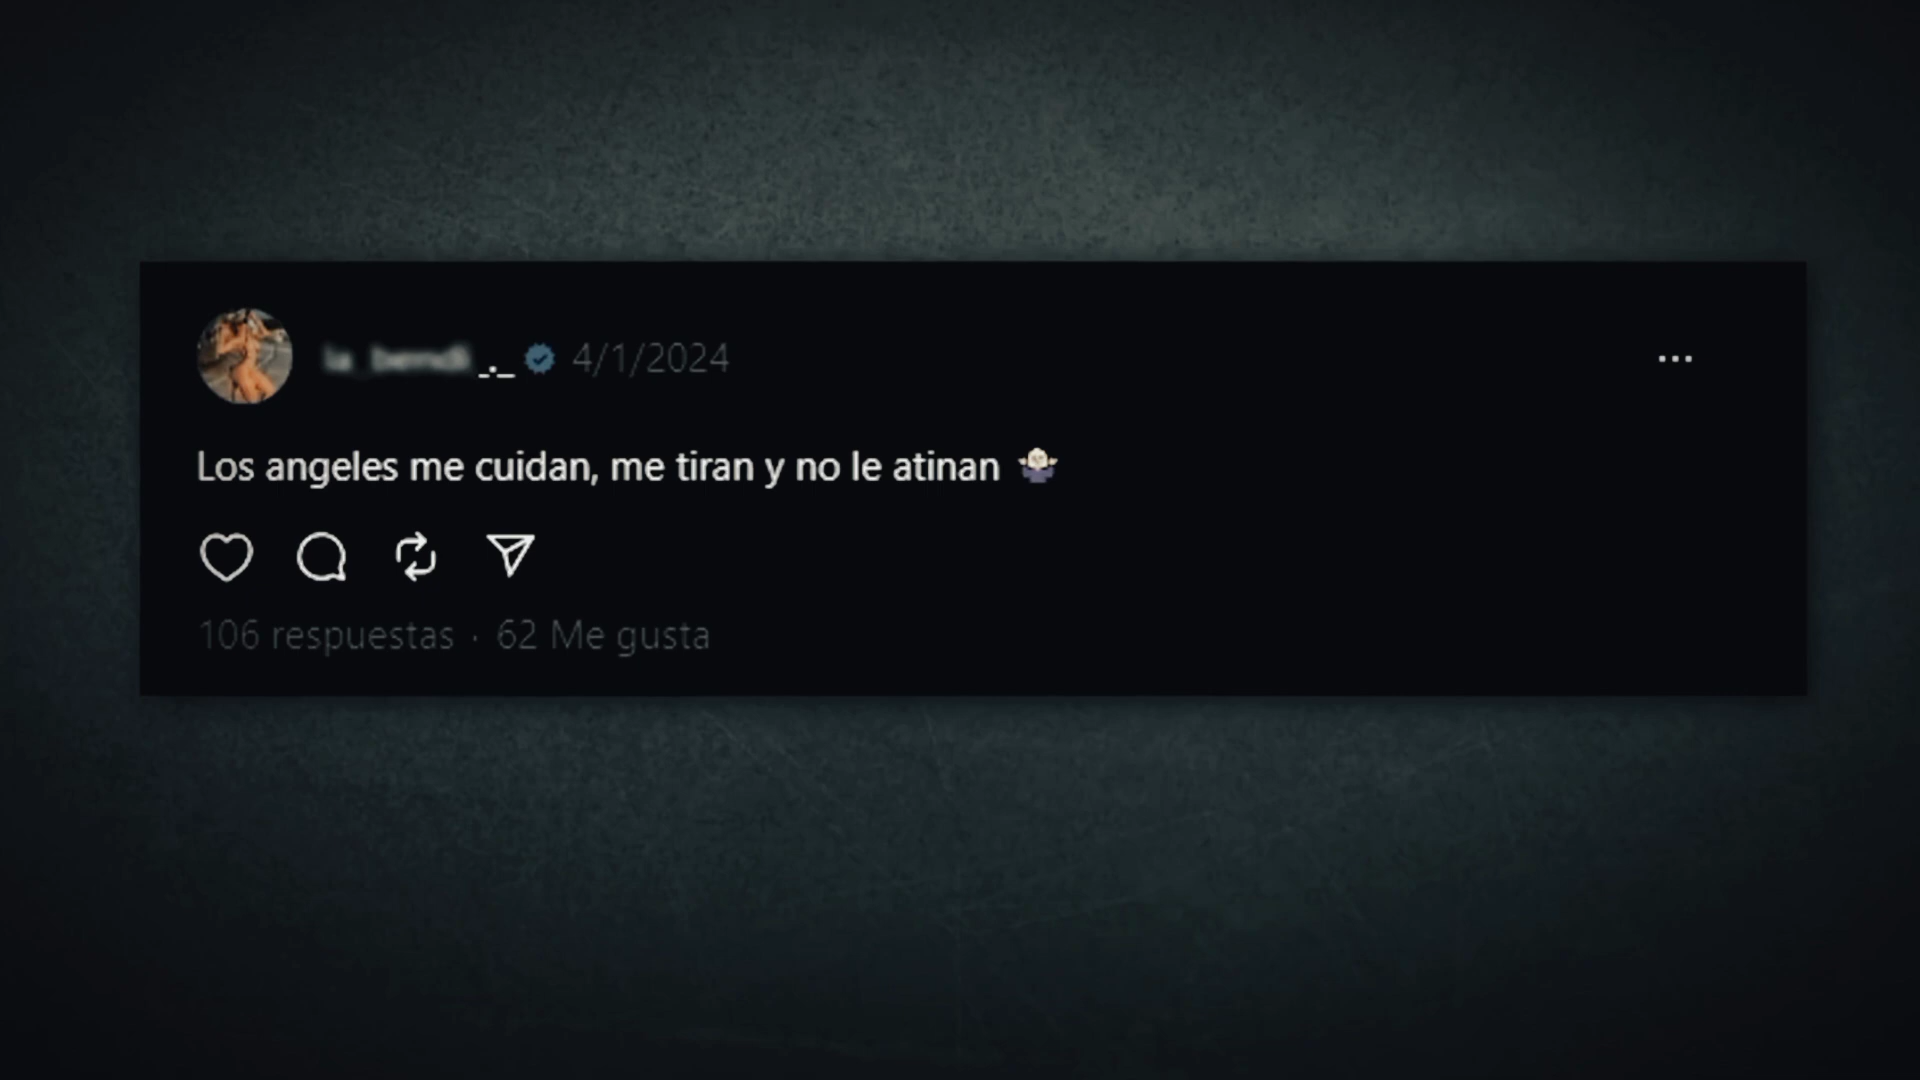 _._ 4/1/2024
Los angeles me cuidan, me tiran y no le atinan
106 respuestas · 62 Me gusta